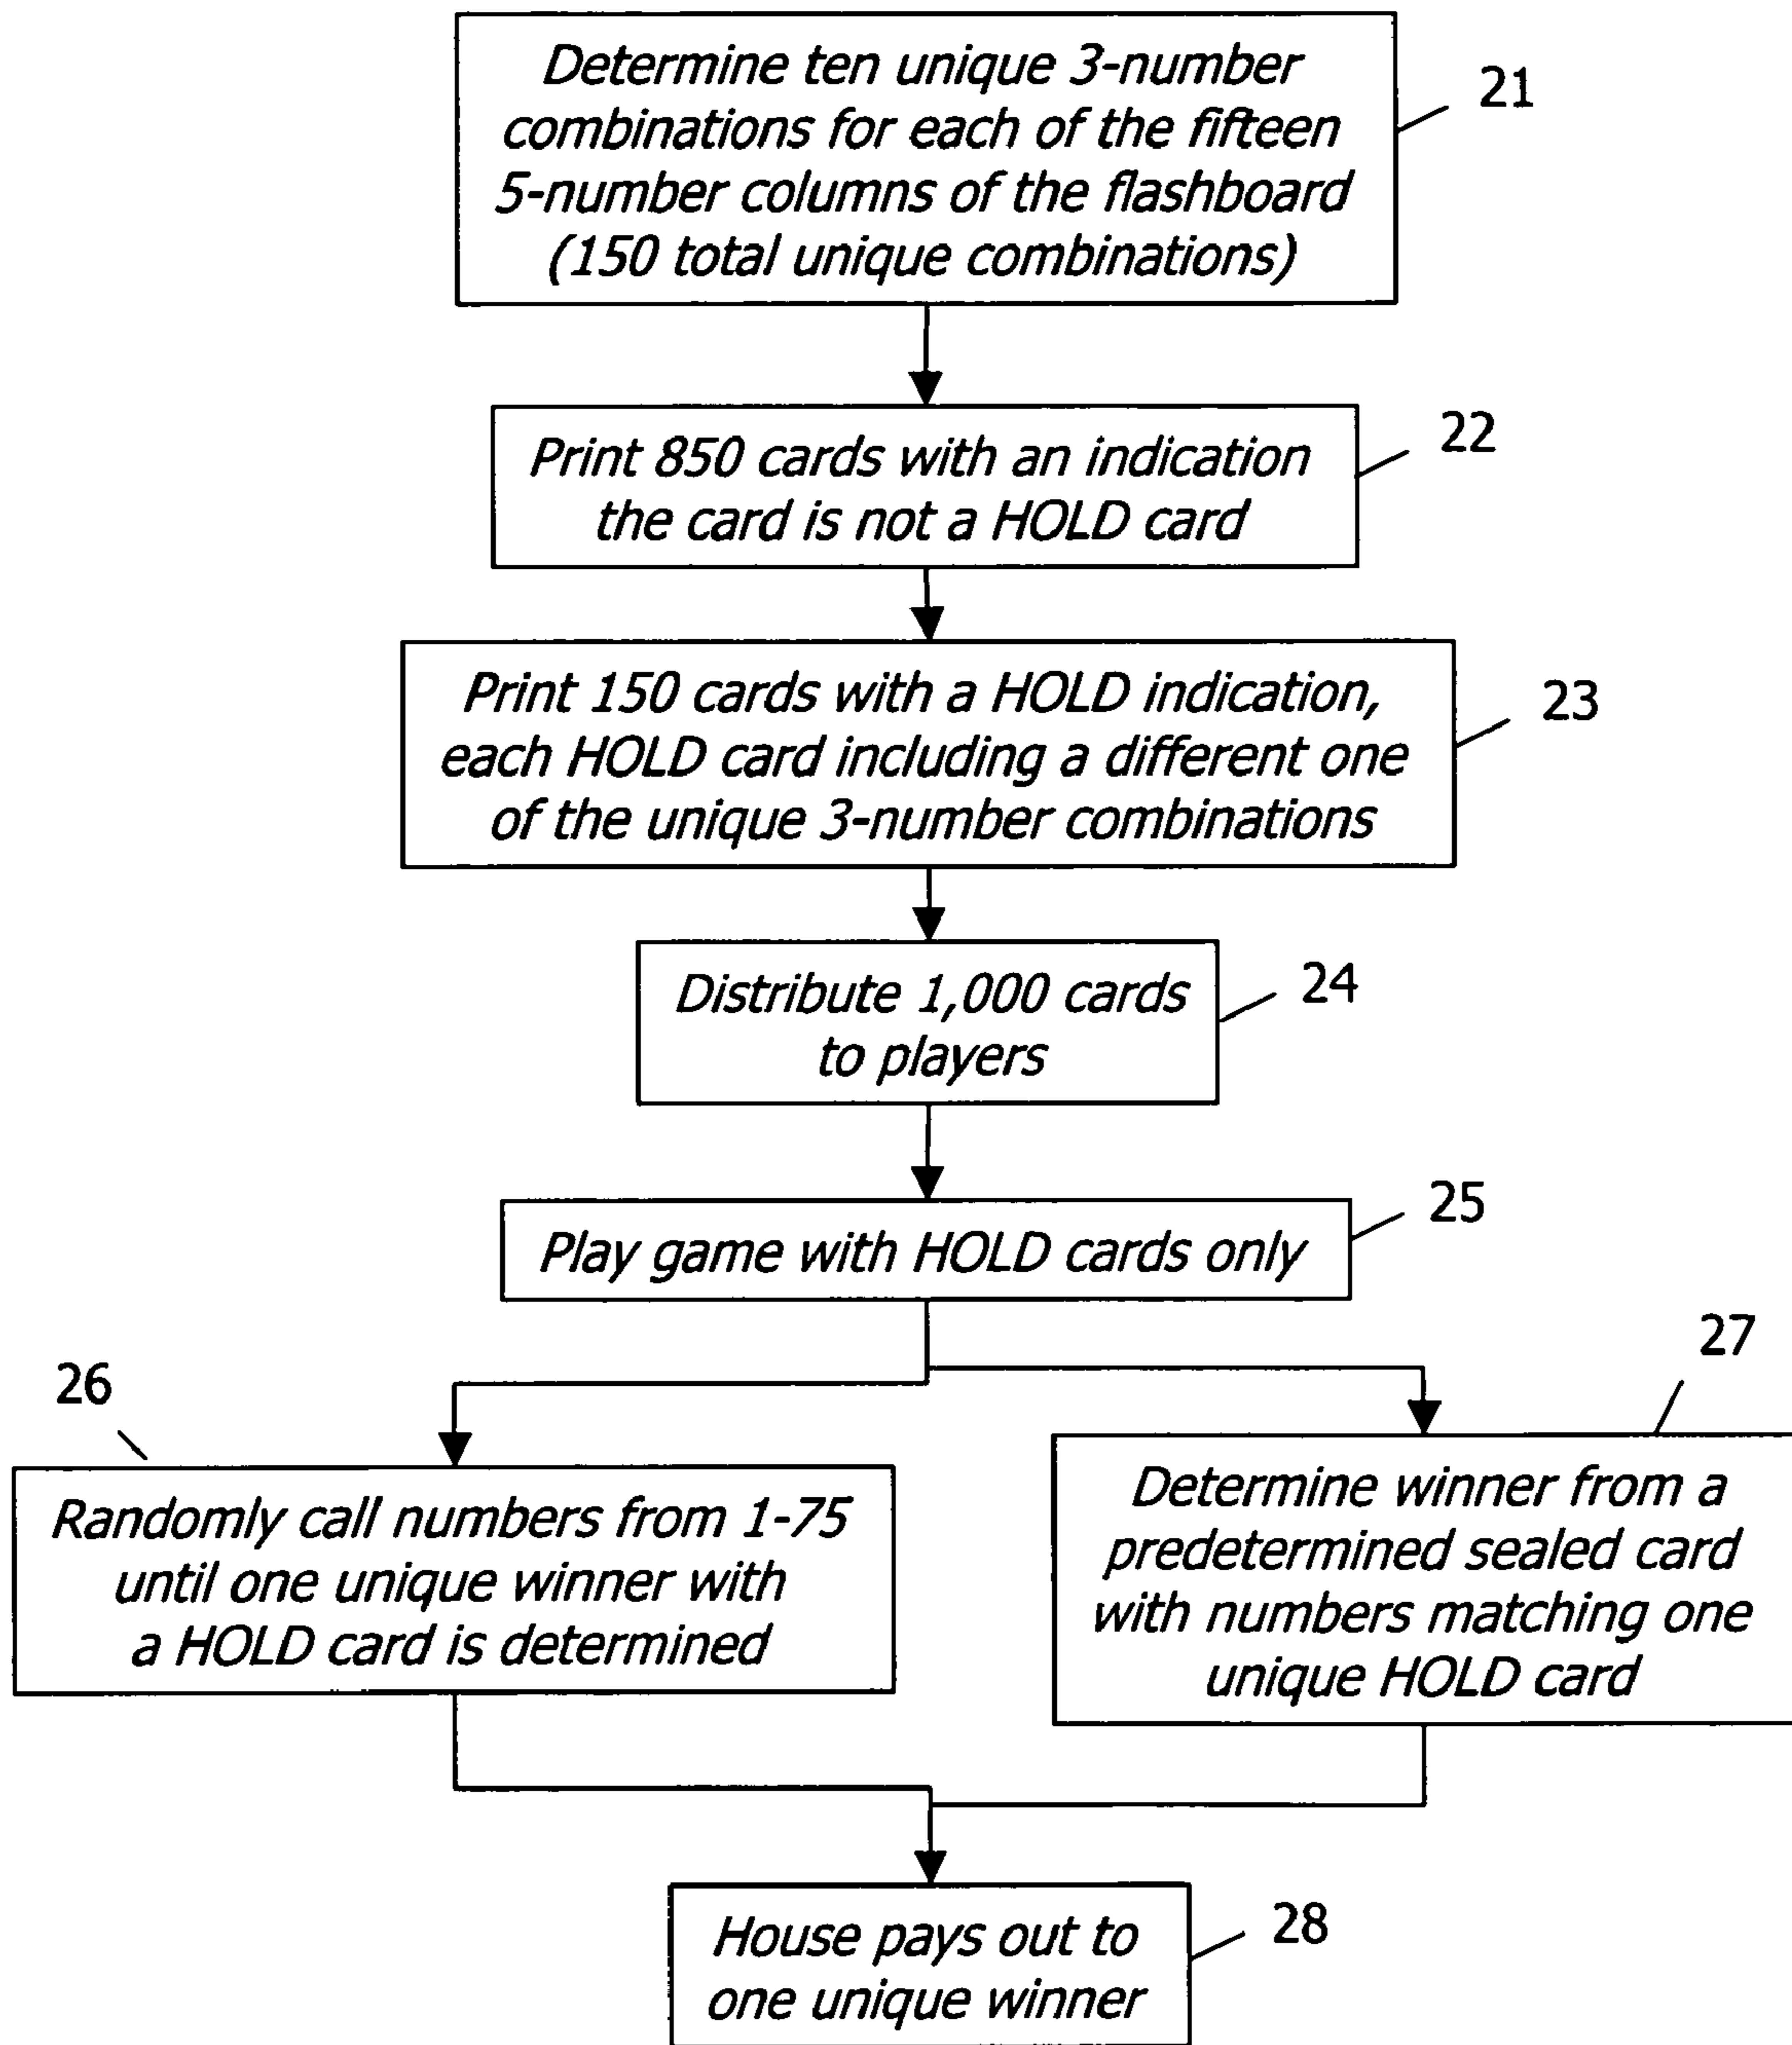 Determine ten unique 3-number
combinations for each of the fifteen
5-number columns of the flashboard
(150 total unique combinations)
21
Print 850 cards with an indication
the card is not a HOLD card
22
Print 150 cards with a HOLD indication,
each HOLD card including a different one
of the unique 3-number combinations
23
Distribute 1,000 cards
to players
24
Play game with HOLD cards only
25
26
Randomly call numbers from 1-75
until one unique winner with
a HOLD card is determined
27
Determine winner from a
predetermined sealed card
with numbers matching one
unique HOLD card
House pays out to
one unique winner
28